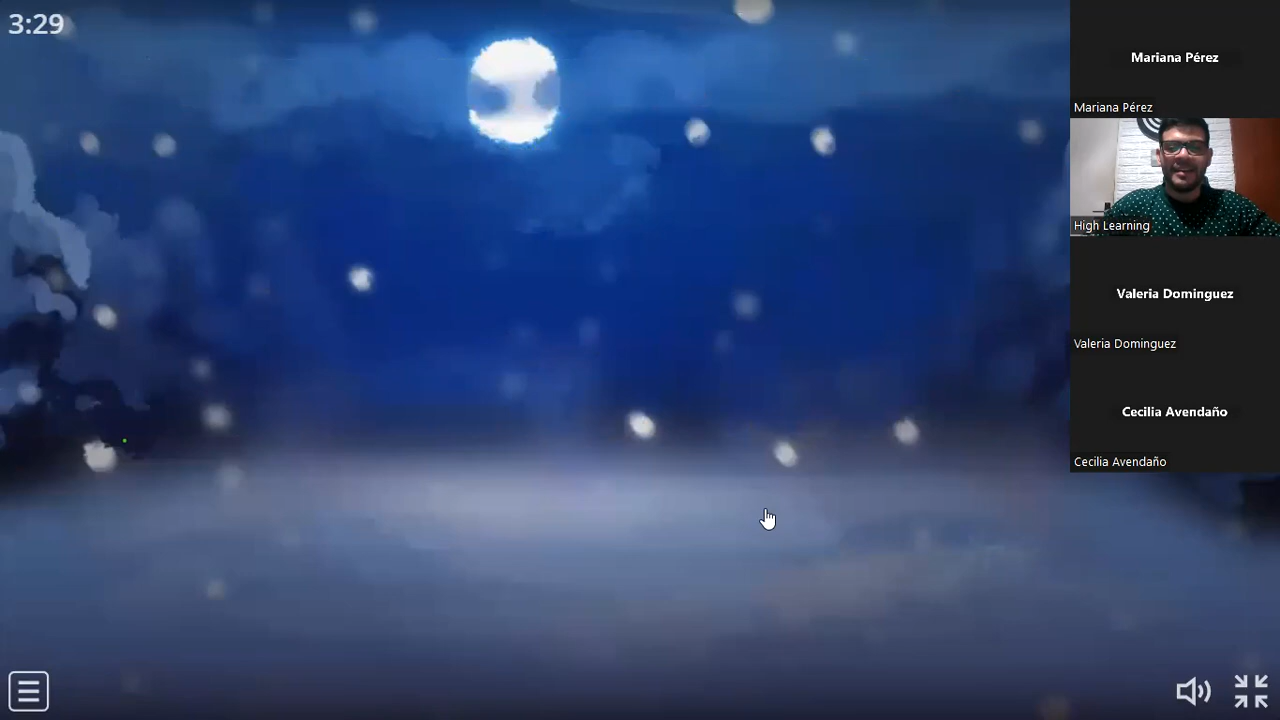 3:29
Mariana Pérez
Mariana Pérez
High Learning
Valeria Dominguez
Valeria Dominguez
Cecilia Avendaño
Cecilia Avendaño